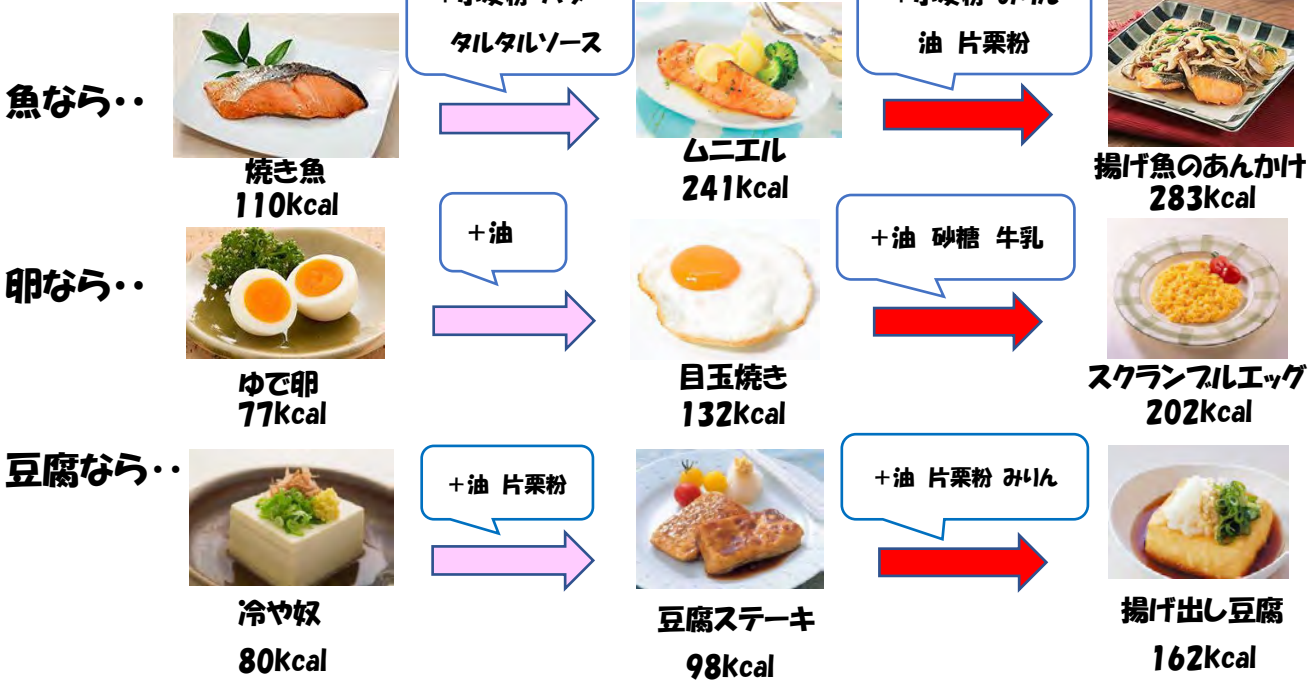 タルタルソース
油 片栗粉
魚なら‥
焼き魚
110kcal
ムニエル
241kcal
揚げ魚のあんかけ
283kcal
+油
+油 砂糖 牛乳
卵なら‥
ゆで卵
77kcal
目玉焼き
132kcal
スクランブルエッグ
202kcal
豆腐なら‥
+油 片栗粉
+油 片栗粉 みりん
冷や奴
80kcal
豆腐ステーキ
98kcal
揚げ出し豆腐
162kcal